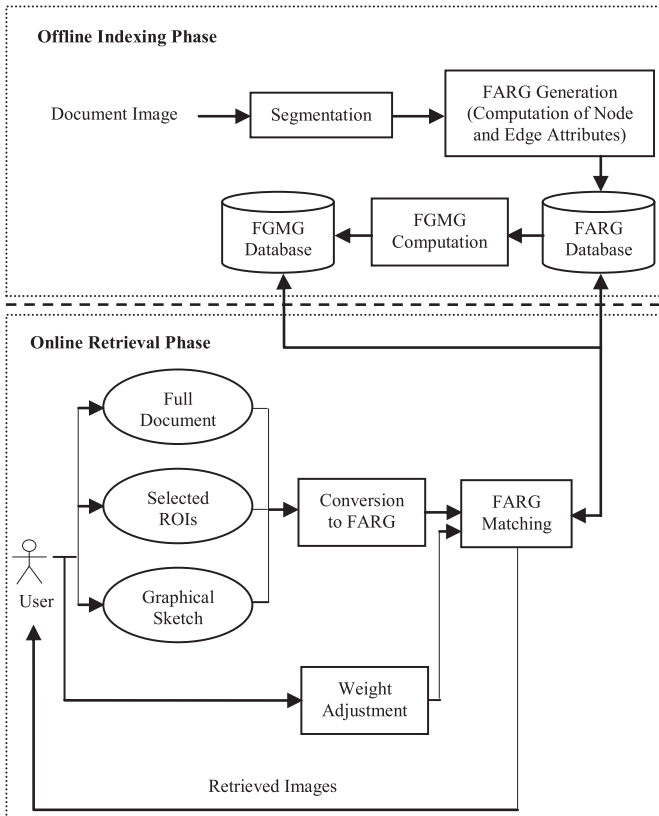 Offline Indexing Phase
Document Image
Segmentation
FARG Generation
(Computation of Node
and Edge Attributes)
FGMG
Database
FGMG
Computation
FARG
Database
Online Retrieval Phase
Full
Document
Selected
ROIs
Graphical
Sketch
Conversion
to FARG
FARG
Matching
User
Weight
Adjustment
Retrieved Images